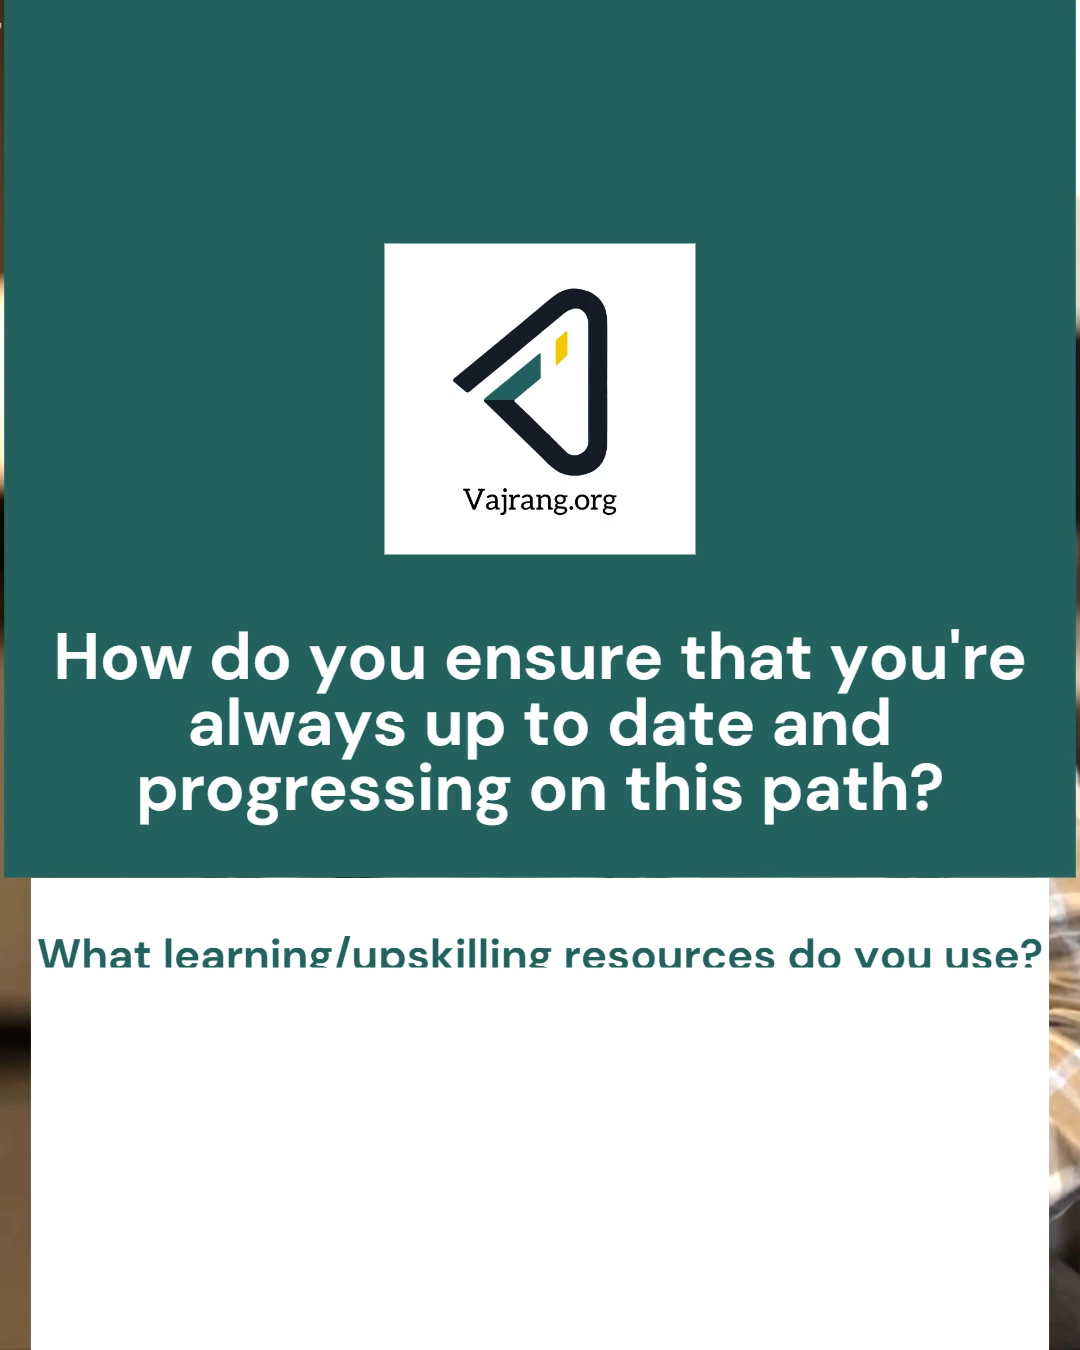 Vajrang.org
How do you ensure that you're
always up to date and
progressing on this path?
What learning/upskilling resources do you use?